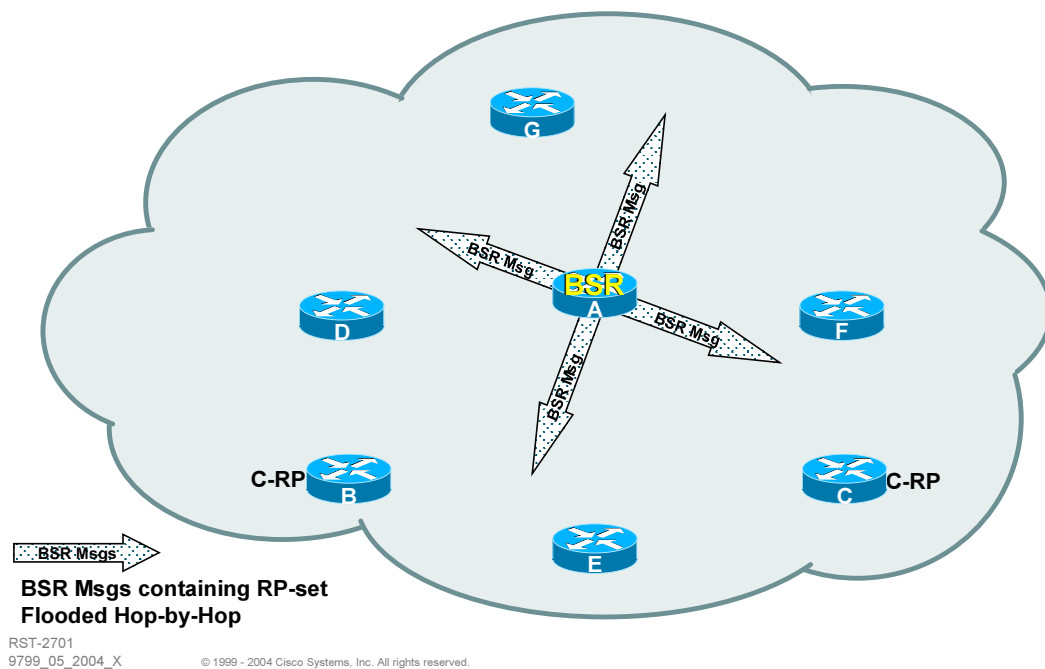 G
BSR Msg
BSR Msg
BSR
A
BSR Msg
BSR Msg
D
F
C-RP
B
C
C-RP
E
BSR Msgs
BSR Msgs containing RP-set
Flooded Hop-by-Hop
RST-2701
9799_05_2004_X
© 1999 - 2004 Cisco Systems, Inc. All rights reserved.